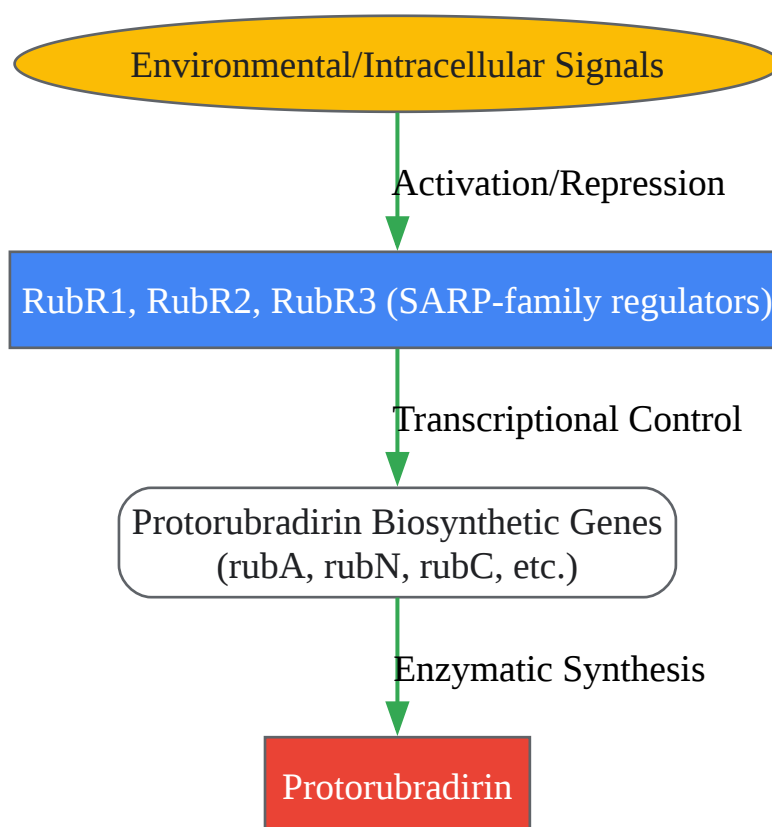 Environmental/Intracellular Signals
Activation/Repression
RubR1, RubR2, RubR3 (SARP-family regulators)
Transcriptional Control
Protorubradirin Biosynthetic Genes
(rubA, rubN, rubC, etc.)
Enzymatic Synthesis
Protorubradirin